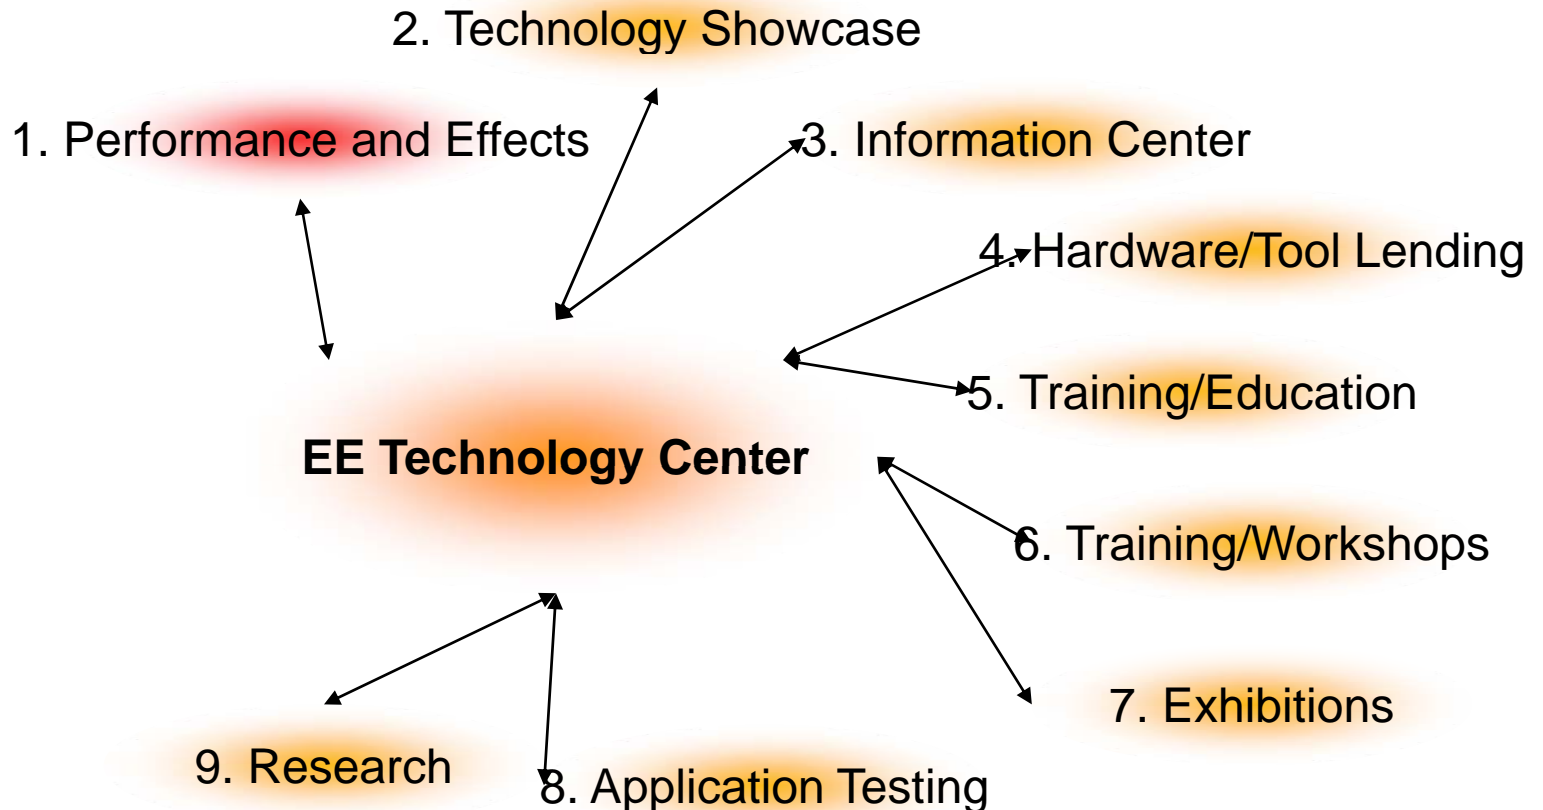 2. Technology Showcase
1. Performance and Effects
3. Information Center
4. Hardware/Tool Lending
5. Training/Education
EE Technology Center
6. Training/Workshops
7. Exhibitions
9. Research
8. Application Testing